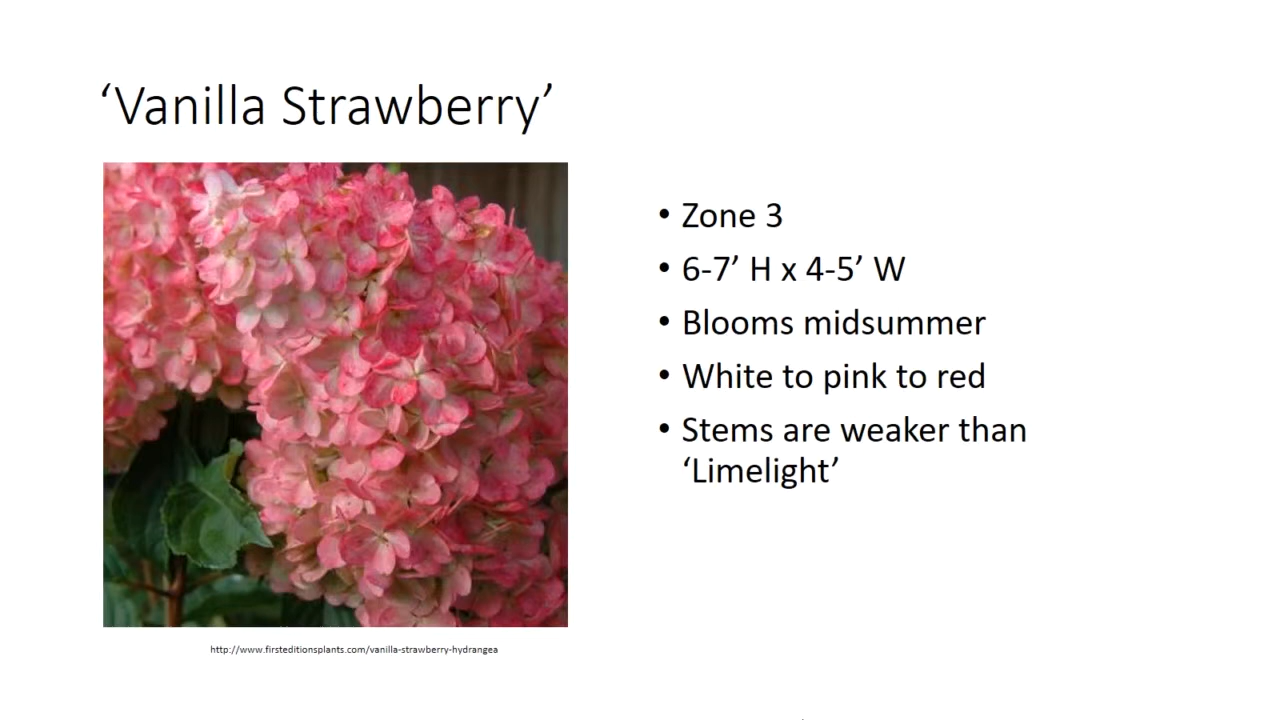 ‘Vanilla Strawberry’
• Zone 3
• 6-7’ H x 4-5’ W
• Blooms midsummer
• White to pink to red
• Stems are weaker than
‘Limelight’
http://www.firsteditionsplants.com/vanilla-strawberry-hydrangea